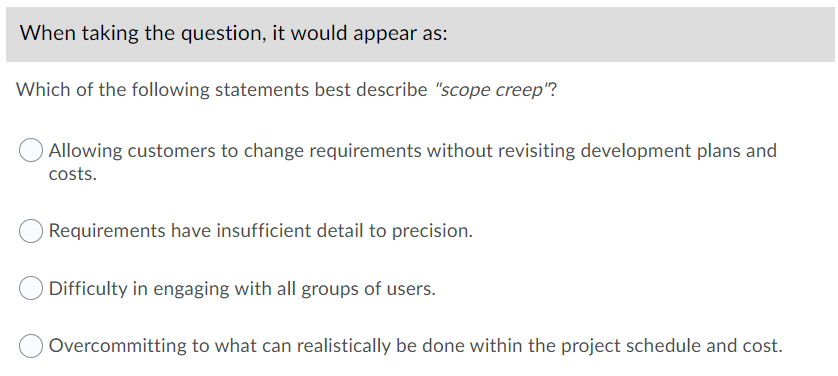 When taking the question, it would appear as:
Which of the following statements best describe "scope creep"?
Allowing customers to change requirements without revisiting development plans and
costs.
Requirements have insufficient detail to precision.
Difficulty in engaging with all groups of users.
Overcommitting to what can realistically be done within the project schedule and cost.